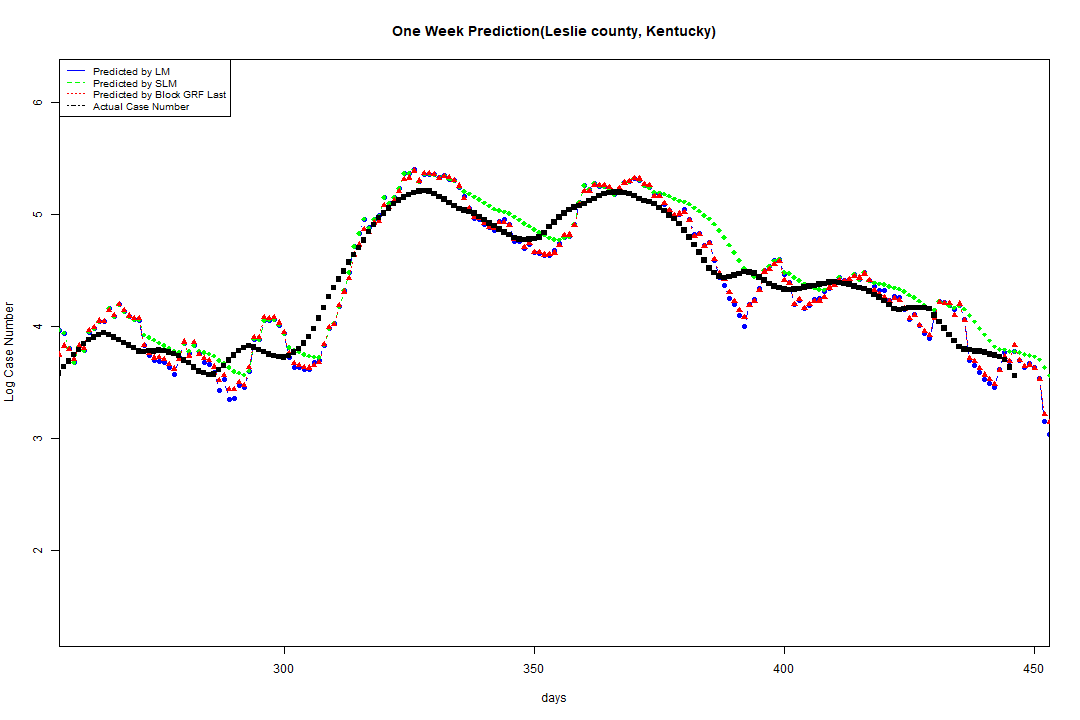 One Week Prediction(Leslie county, Kentucky)
Predicted by LM
Predicted by SLM
Predicted by Block GRF Last
Actual Case Number
6
5
4
3
2
Log Case Number
300 350 400 450
days